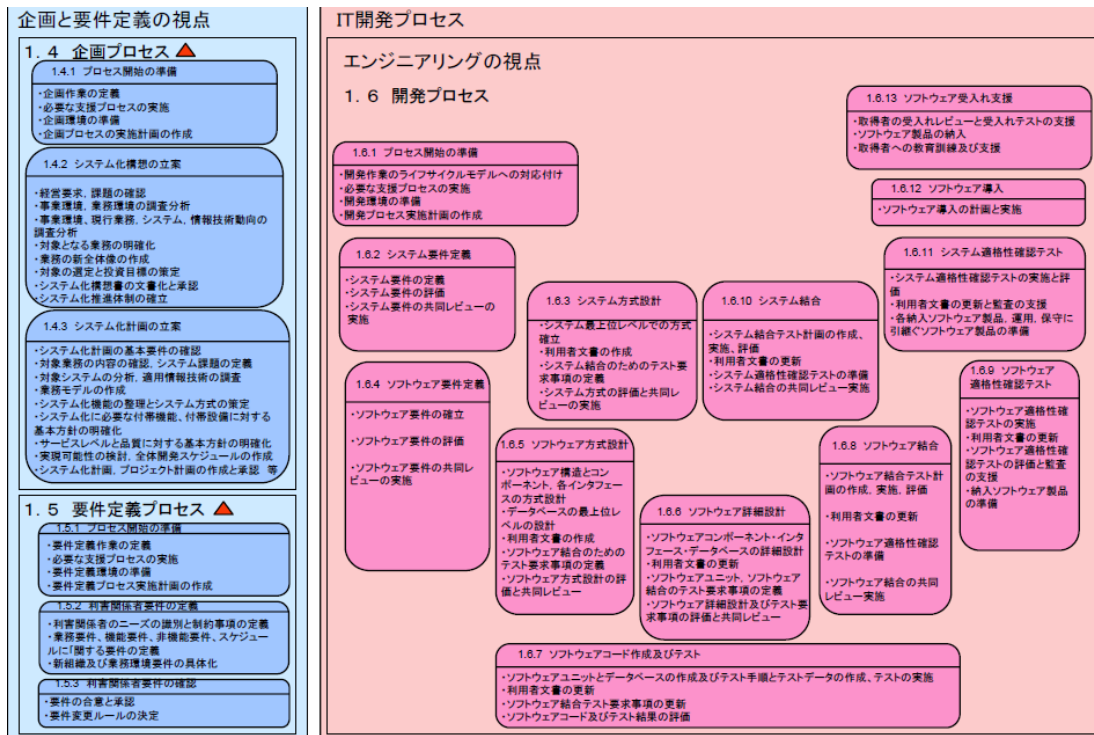 企画と要件定義の視点
1．4 企画プロセス
1.4.1 プロセス開始の準備
・企画作業の定義
・必要な支援プロセスの実施
・企画環境の準備
・企画プロセスの実施計画の作成
1.4.2 システム化構想の立案
・経営要求、課題の確認
・事業環境、業務環境の調査分析
・事業環境、現行業務、システム、情報技術動向の
調査分析
・対象となる業務の明確化
・業務の新全体像の作成
・対象の選定と投資目標の策定
・システム化構想書の文書化と承認
・システム化推進体制の確立
1.4.3 システム化計画の立案
・システム化計画の基本要件の確認
・対象業務の内容の確認、システム課題の定義
・対象システムの分析、適用情報技術の調査
・業務モデルの作成
・システム化機能の整理とシステム方式の策定
・システム化に必要な付帯機能、付帯設備に対する
基本方針の明確化
・サービスレベルと品質に対する基本方針の明確化
・実現可能性の検討、全体開発スケジュールの作成
・システム化計画、プロジェクト計画の作成と承認 等
1．5 要件定義プロセス
1.5.1 プロセス開始の準備
・要件定義作業の定義
・必要な支援プロセスの実施
・要件定義環境の準備
・要件定義プロセス実施計画の作成
1.5.2 利害関係者要件の定義
・利害関係者のニーズの識別と制約事項の定義
・業務要件、機能要件、非機能要件、スケジュー
ルに「関する要件の定義
・新組織及び業務環境要件の具体化
1.5.3 利害関係者要件の確認
・要件の合意と承認
・要件変更ルールの決定
IT開発プロセス
エンジニアリングの視点
1．6 開発プロセス
1.6.1 プロセス開始の準備
・開発作業のライフサイクルモデルへの対応付け
・必要な支援プロセスの実施
・開発環境の準備
・開発プロセス実施計画の作成
1.6.2 システム要件定義
・システム要件の定義
・システム要件の評価
・システム要件の共同レビューの
実施
1.6.3 システム方式設計
・システム最上位レベルでの方式
確立
・利用者文書の作成
・システム結合のためのテスト要
求事項の定義
・システム方式の評価と共同レ
ビューの実施
1.6.4 ソフトウェア要件定義
・ソフトウェア要件の確立
・ソフトウェア要件の評価
・ソフトウェア要件の共同レ
ビューの実施
1.6.5 ソフトウェア方式設計
・ソフトウェア構造とコン
ポーネント、各インタフェー
スの方式設計
・データベースの最上位レ
ベルの設計
・利用者文書の作成
・ソフトウェア結合のための
テスト要求事項の定義
・ソフトウェア方式設計の評
価と共同レビュー
1.6.6 ソフトウェア詳細設計
・ソフトウェアコンポーネント・インタ
フェース・データベースの詳細設計
・利用者文書の更新
・ソフトウェアユニット、ソフトウェア
結合のテスト要求事項の定義
・ソフトウェア詳細設計及びテスト要
求事項の評価と共同レビュー
1.6.7 ソフトウェアコード作成及びテスト
・ソフトウェアユニットとデータベースの作成及びテスト手順とテストデータの作成、テストの実施
・利用者文書の更新
・ソフトウェア結合テスト要求事項の更新
・ソフトウェアコード及びテスト結果の評価
1.6.8 ソフトウェア結合
・ソフトウェア結合テスト計
画の作成、実施、評価
・利用者文書の更新
・ソフトウェア適格性確認
テストの準備
・ソフトウェア結合の共同
レビュー実施
1.6.9 ソフトウェア
適格性確認テスト
・ソフトウェア適格性確
認テストの実施
・利用者文書の更新
・ソフトウェア適格性確
認テストの評価と監査
の支援
・納入ソフトウェア製品
の準備
1.6.10 システム結合
・システム結合テスト計画の作成、
実施、評価
・利用者文書の更新
・システム適格性確認テストの準備
・システム結合の共同レビュー実施
1.6.11 システム適格性確認テスト
・システム適格性確認テストの実施と評
価
・利用者文書の更新と監査の支援
・各納入ソフトウェア製品、運用、保守に
引継ぐソフトウェア製品の準備
1.6.12 ソフトウェア導入
・ソフトウェア導入の計画と実施
1.6.13 ソフトウェア受入れ支援
・取得者の受入れレビューと受入れテストの支援
・ソフトウェア製品の納入
・取得者への教育訓練及び支援